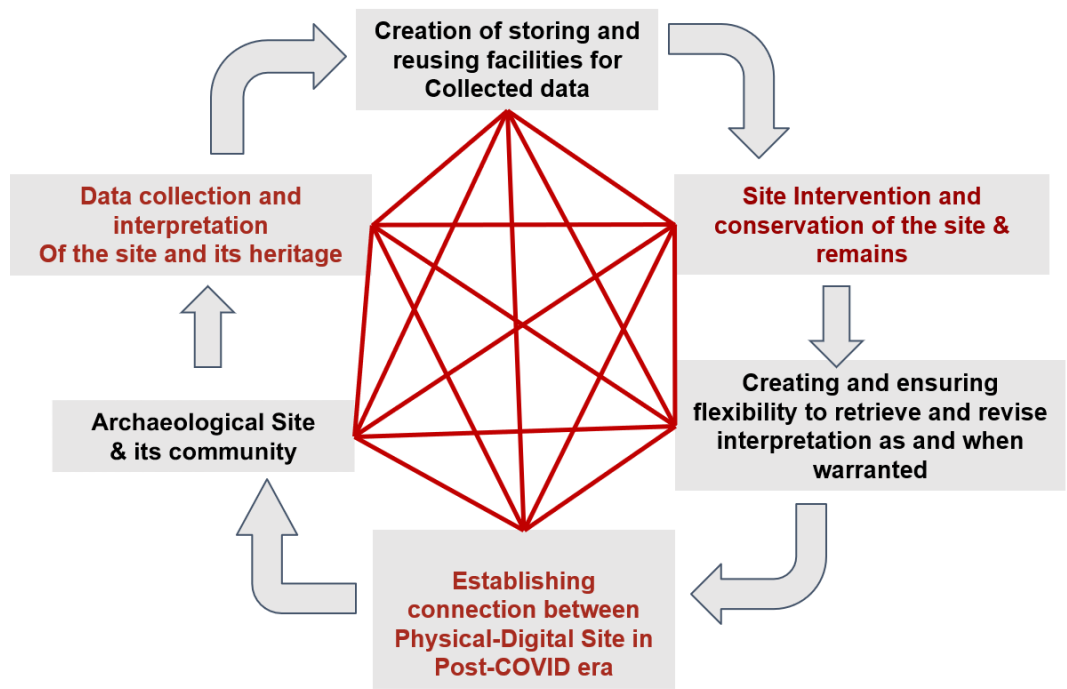 Creation of storing and
reusing facilities for
Collected data
Data collection and
interpretation
Of the site and its heritage
Site Intervention and
conservation of the site &
remains
Archaeological Site
& its community
Creating and ensuring
flexibility to retrieve and revise
interpretation as and when
warranted
Establishing
connection between
Physical-Digital Site in
Post-COVID era